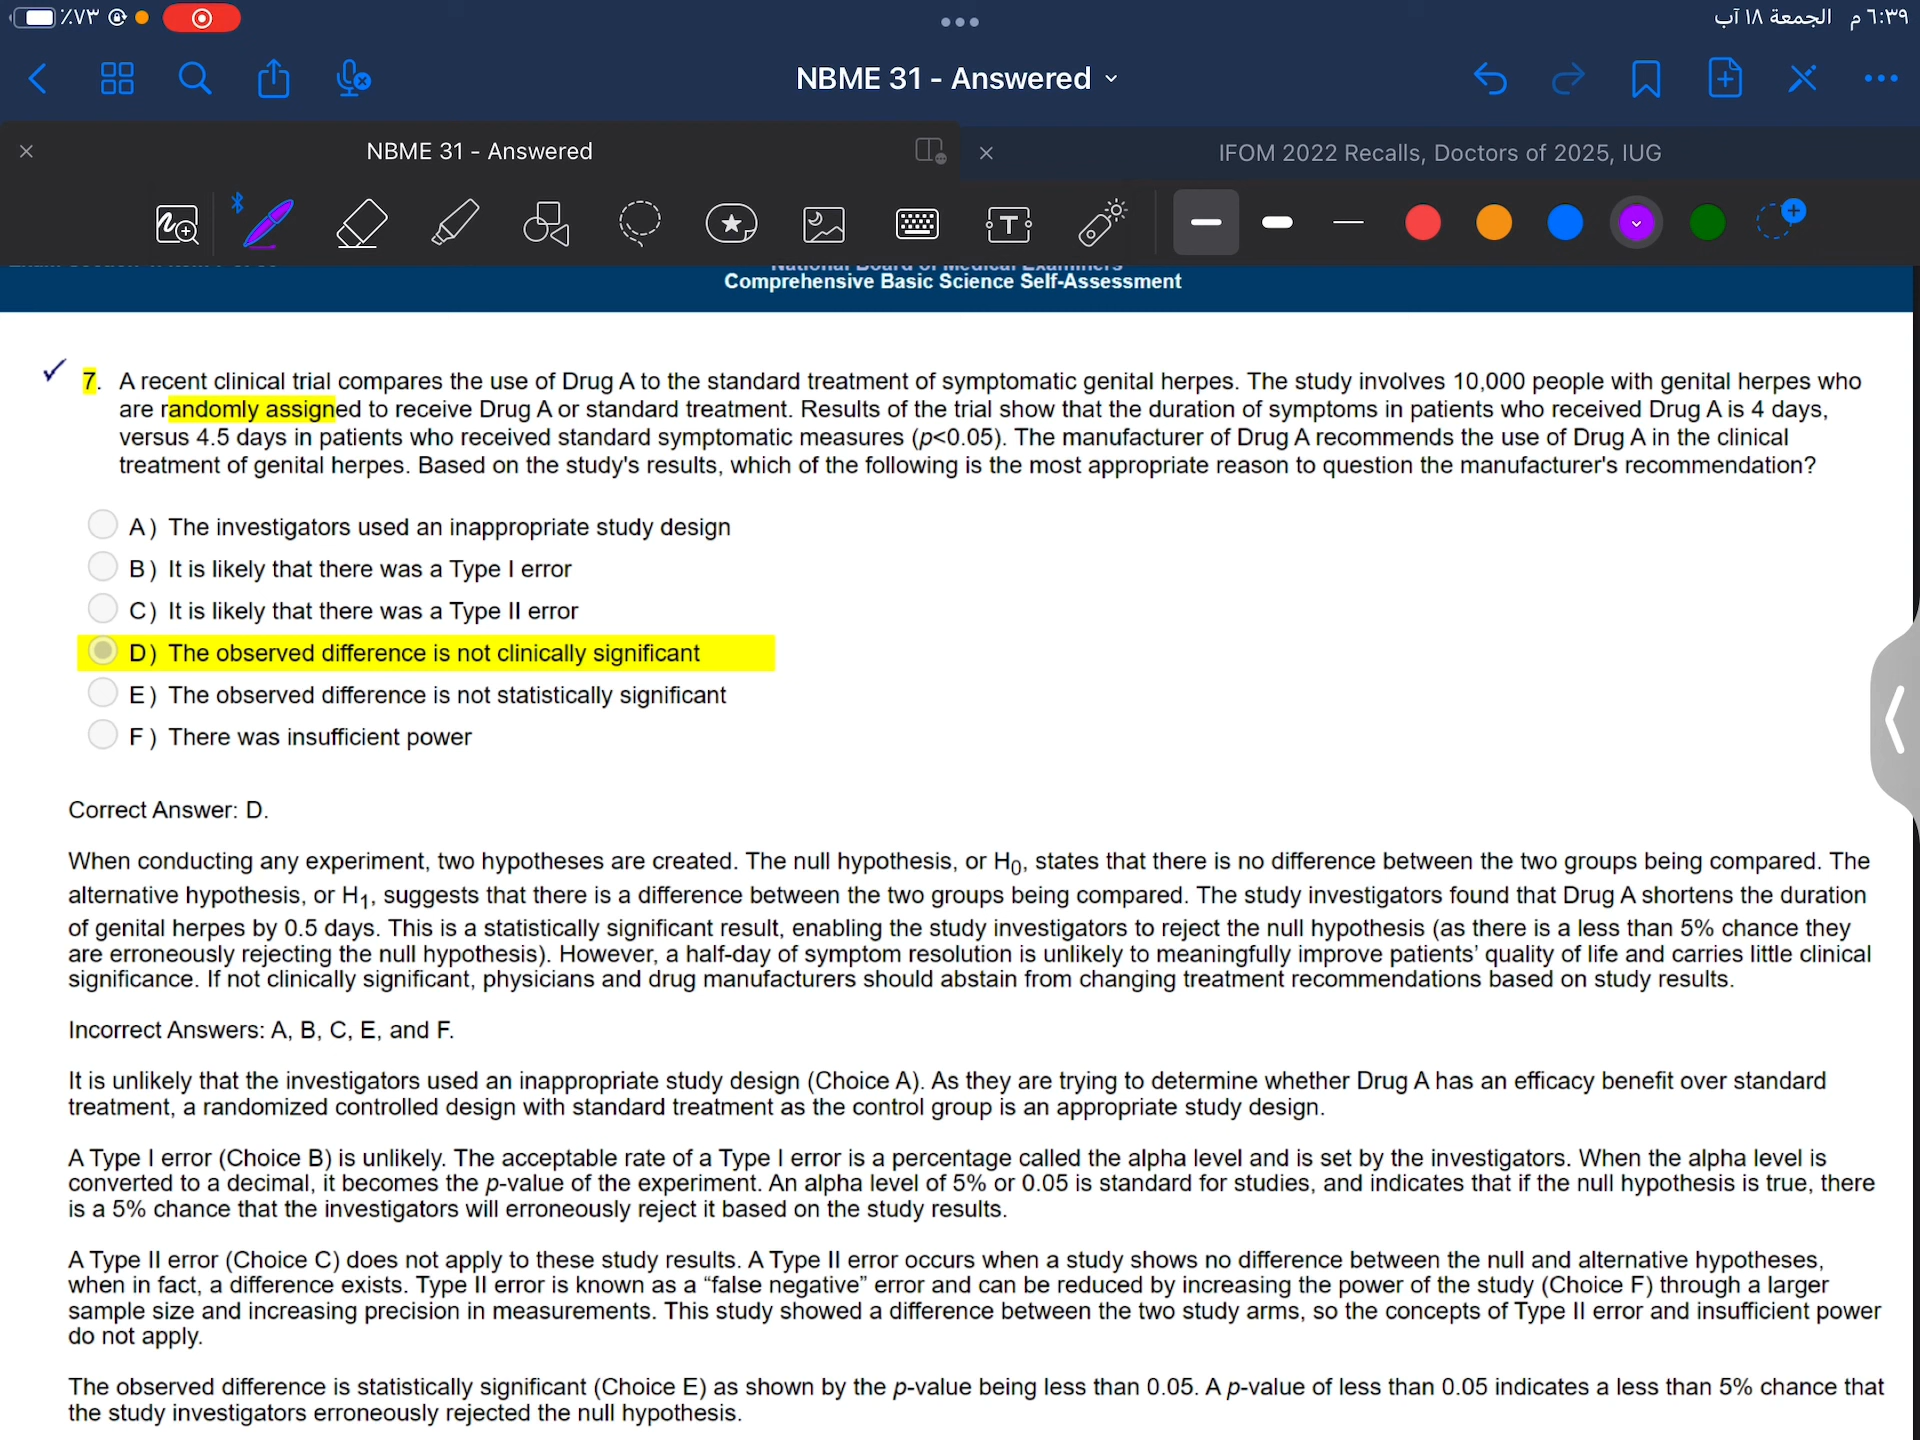 ٪٧٣
الجمعة ١٨ آب ٦:٣٩ م
NBME 31 - Answered
NBME 31 - Answered
IFOM 2022 Recalls, Doctors of 2025, IUG
National Board of Medical Examiners
Comprehensive Basic Science Self-Assessment
7. A recent clinical trial compares the use of Drug A to the standard treatment of symptomatic genital herpes. The study involves 10,000 people with genital herpes who
are randomly assigned to receive Drug A or standard treatment. Results of the trial show that the duration of symptoms in patients who received Drug A is 4 days,
versus 4.5 days in patients who received standard symptomatic measures (p<0.05). The manufacturer of Drug A recommends the use of Drug A in the clinical
treatment of genital herpes. Based on the study's results, which of the following is the most appropriate reason to question the manufacturer's recommendation?
A) The investigators used an inappropriate study design
B) It is likely that there was a Type I error
C) It is likely that there was a Type II error
D) The observed difference is not clinically significant
E) The observed difference is not statistically significant
F) There was insufficient power
Correct Answer: D.
When conducting any experiment, two hypotheses are created. The null hypothesis, or H0, states that there is no difference between the two groups being compared. The
alternative hypothesis, or H1, suggests that there is a difference between the two groups being compared. The study investigators found that Drug A shortens the duration
of genital herpes by 0.5 days. This is a statistically significant result, enabling the study investigators to reject the null hypothesis (as there is a less than 5% chance they
are erroneously rejecting the null hypothesis). However, a half-day of symptom resolution is unlikely to meaningfully improve patients’ quality of life and carries little clinical
significance. If not clinically significant, physicians and drug manufacturers should abstain from changing treatment recommendations based on study results.
Incorrect Answers: A, B, C, E, and F.
It is unlikely that the investigators used an inappropriate study design (Choice A). As they are trying to determine whether Drug A has an efficacy benefit over standard
treatment, a randomized controlled design with standard treatment as the control group is an appropriate study design.
A Type I error (Choice B) is unlikely. The acceptable rate of a Type I error is a percentage called the alpha level and is set by the investigators. When the alpha level is
converted to a decimal, it becomes the p-value of the experiment. An alpha level of 5% or 0.05 is standard for studies, and indicates that if the null hypothesis is true, there
is a 5% chance that the investigators will erroneously reject it based on the study results.
A Type II error (Choice C) does not apply to these study results. A Type II error occurs when a study shows no difference between the null and alternative hypotheses,
when in fact, a difference exists. Type II error is known as a “false negative” error and can be reduced by increasing the power of the study (Choice F) through a larger
sample size and increasing precision in measurements. This study showed a difference between the two study arms, so the concepts of Type II error and insufficient power
do not apply.
The observed difference is statistically significant (Choice E) as shown by the p-value being less than 0.05. A p-value of less than 0.05 indicates a less than 5% chance that
the study investigators erroneously rejected the null hypothesis.